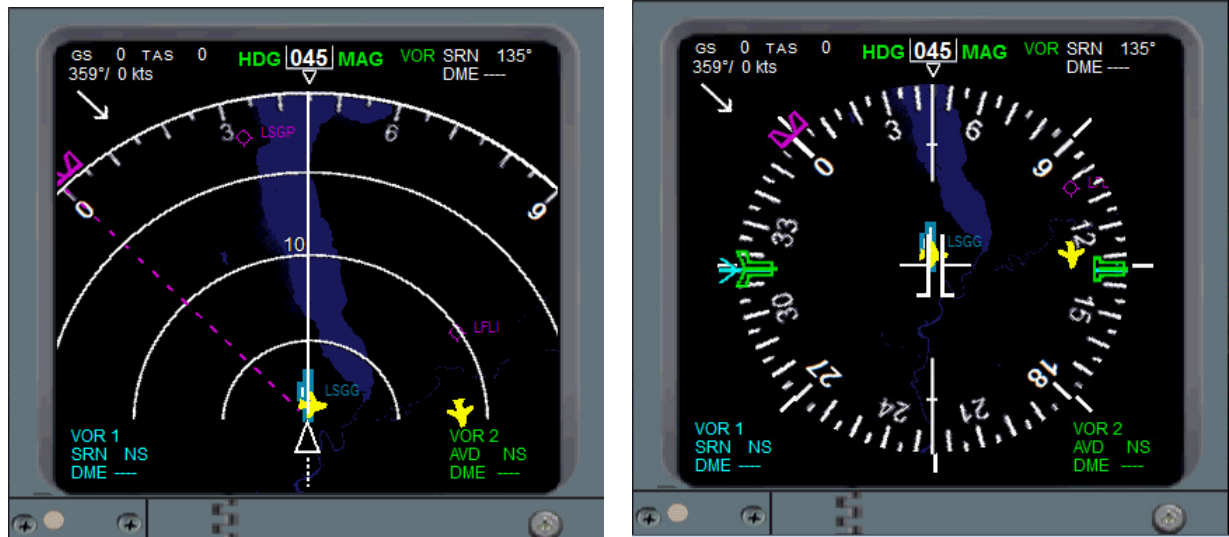 GS 0 TAS 0
HDG 045 MAG
VOR SRN 135°
359°/ 0 kts
DME ----
3
6
LSGP
0
9
10
LFLI
LSGG
VOR 1
SRN NS
DME ----
VOR 2
AVD NS
DME ----
GS 0 TAS 0
HDG 045 MAG
VOR SRN 135°
359°/ 0 kts
DME ----
3
6
0
9
33
12
LSGG
30
15
27
18
24
21
VOR 1
SRN NS
DME ----
VOR 2
AVD NS
DME ----